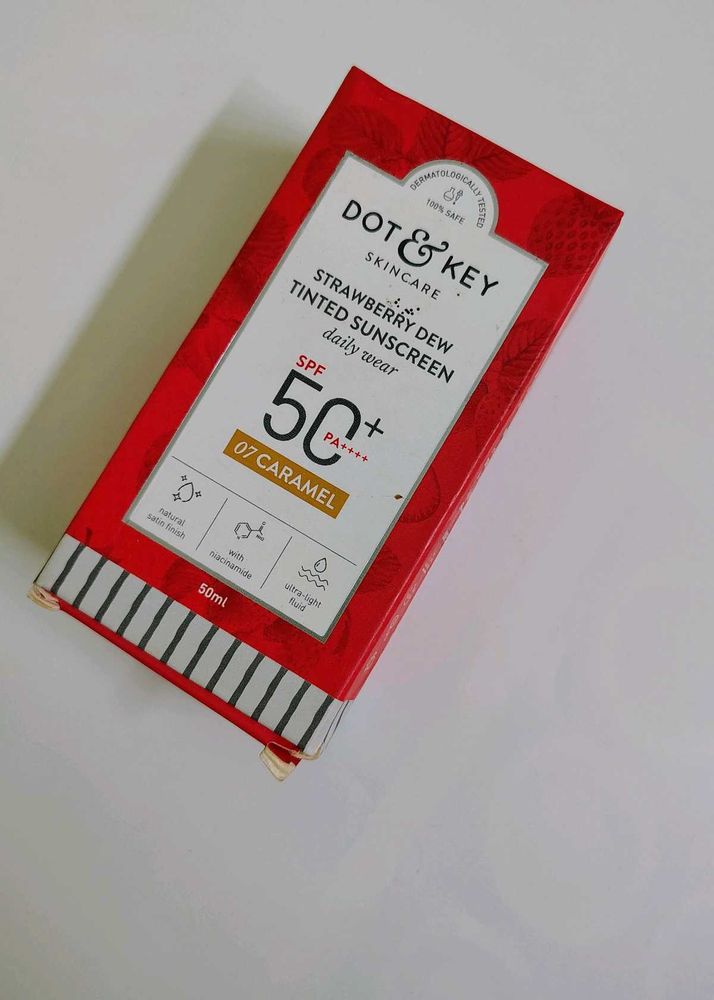 DERMATOLOGICALLY TESTED
100% SAFE
DOT & KEY
SKINCARE
STRAWBERRY DEW
TINTED SUNSCREEN
daily wear
SPF
50+
PA++++
07 CARAMEL
natural
satin finish
with
niacinamide
ultra-light
fluid
50ml